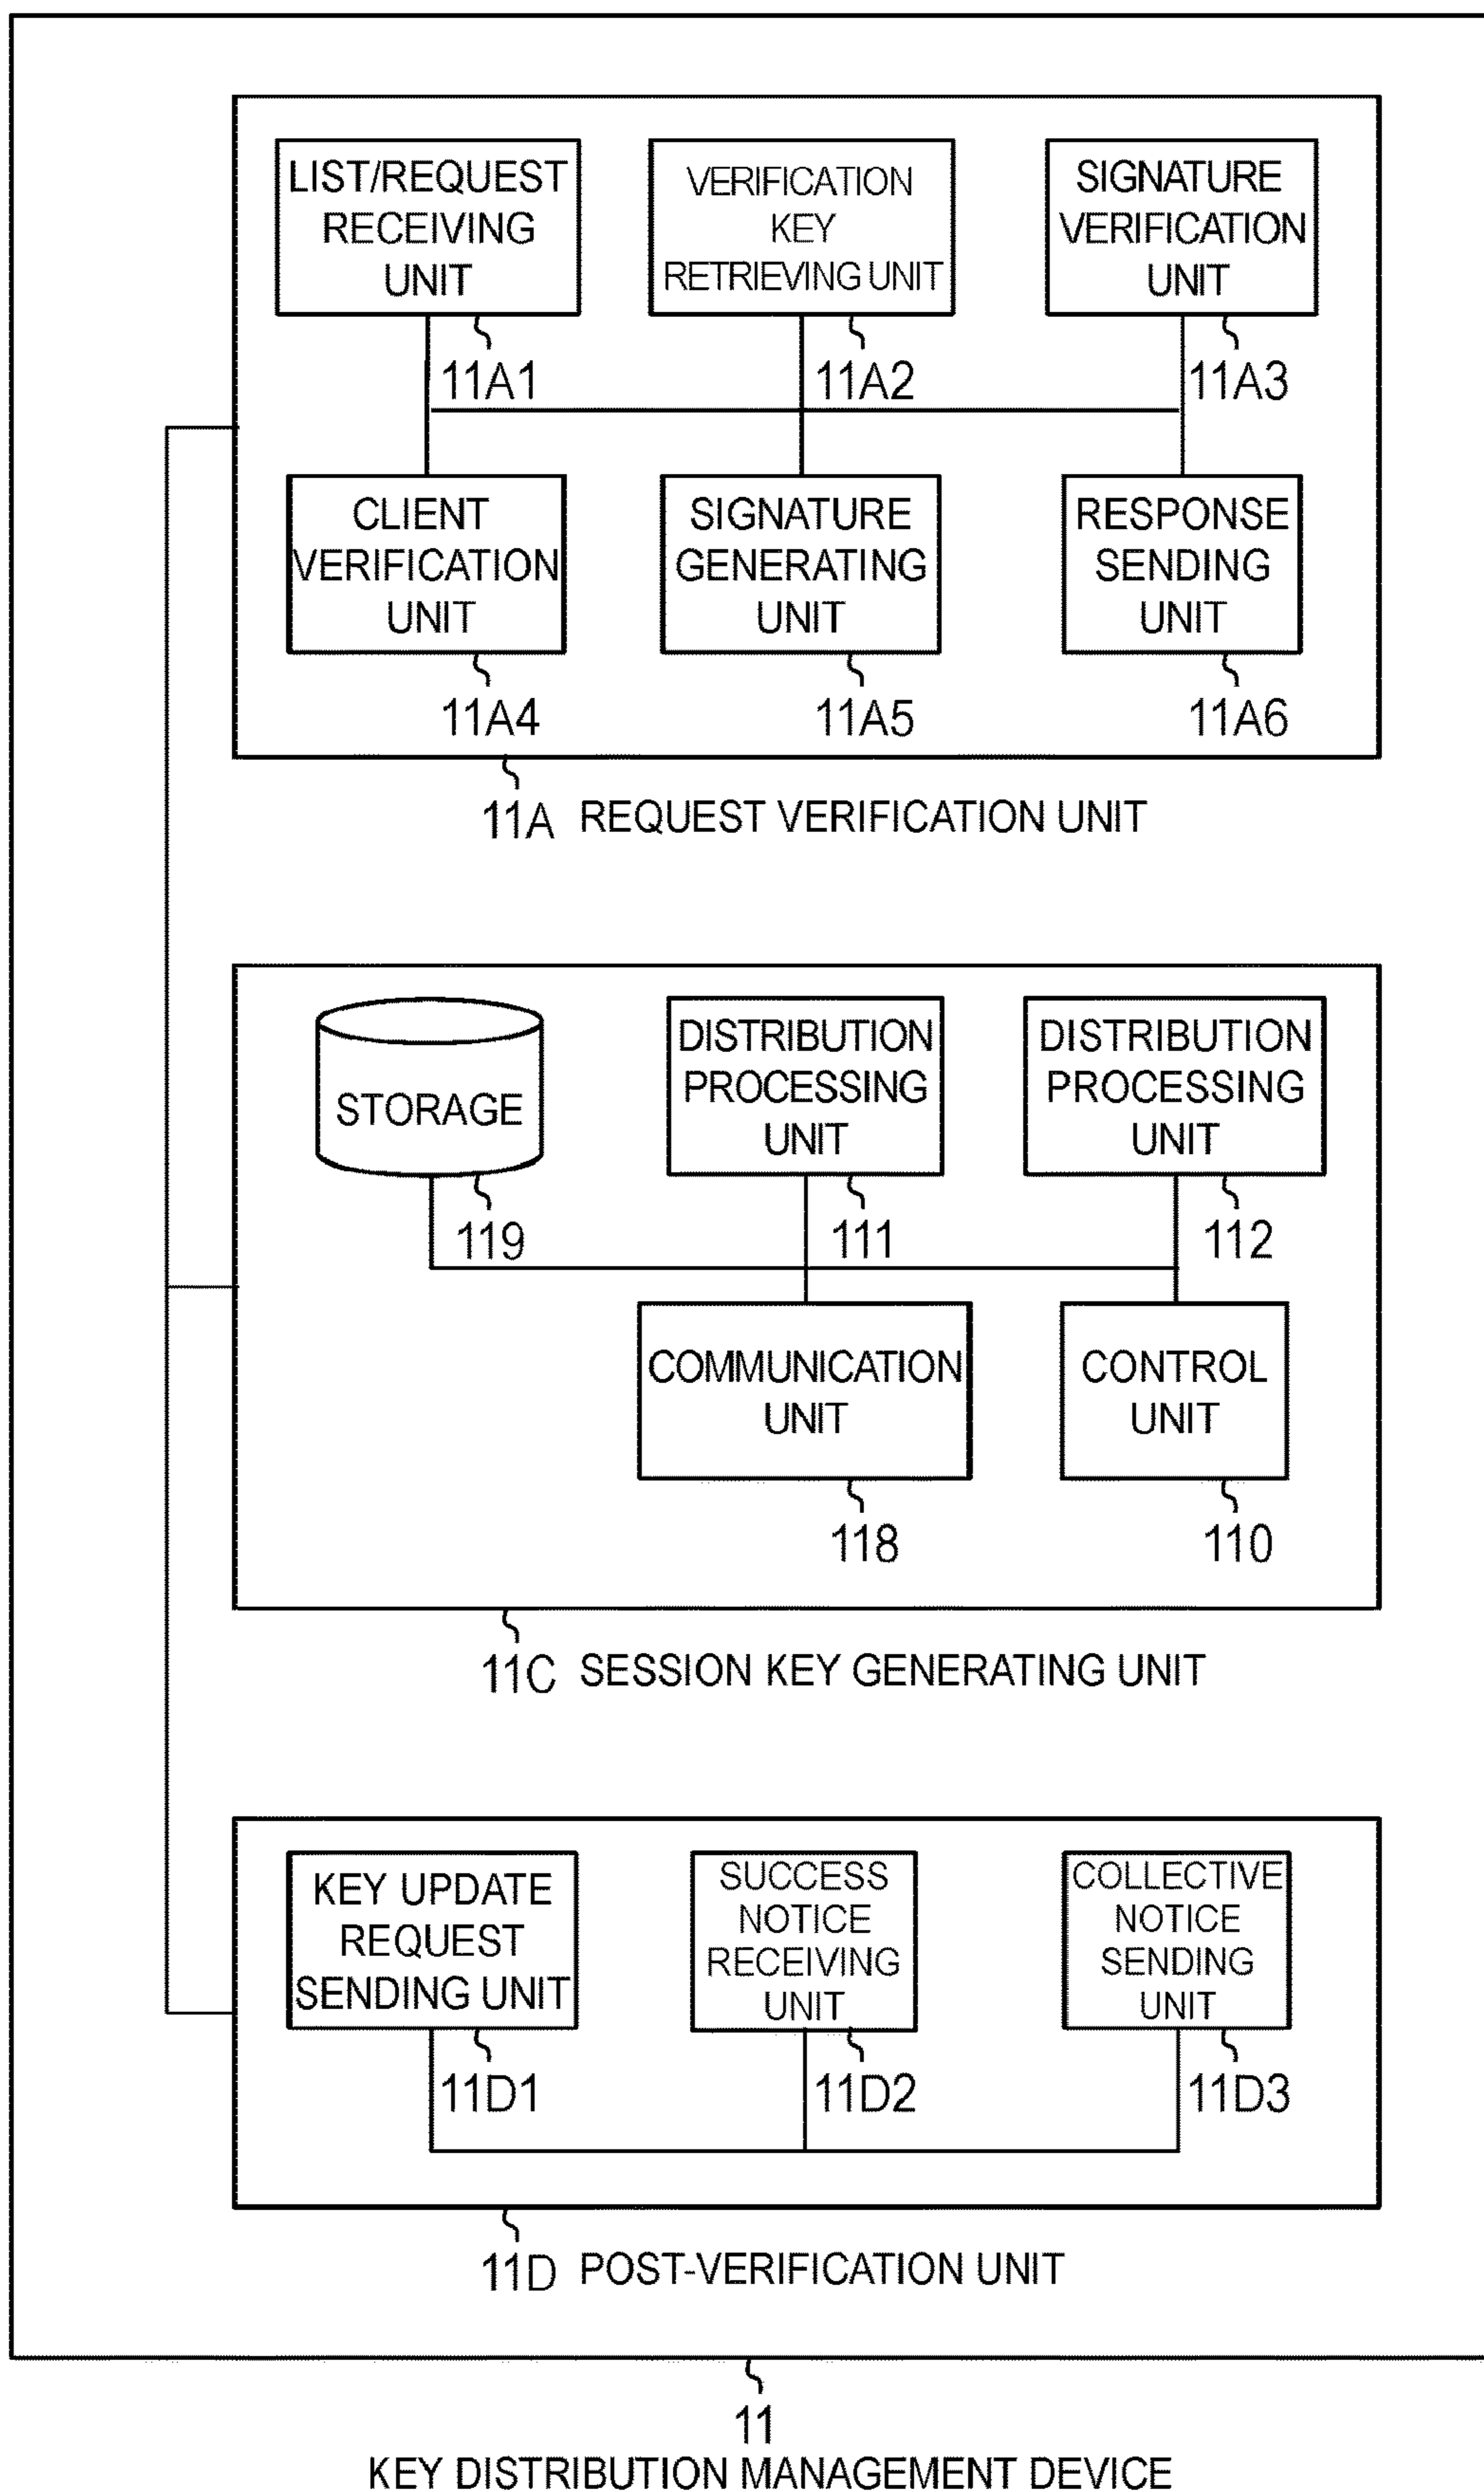 LIST/REQUEST
RECEIVING
UNIT
11A1
VERIFICATION
KEY
RETRIEVING UNIT
11A2
SIGNATURE
VERIFICATION
UNIT
11A3
CLIENT
VERIFICATION
UNIT
11A4
SIGNATURE
GENERATING
UNIT
11A5
RESPONSE
SENDING
UNIT
11A6
11A REQUEST VERIFICATION UNIT
STORAGE
119
DISTRIBUTION
PROCESSING
UNIT
111
DISTRIBUTION
PROCESSING
UNIT
112
COMMUNICATION
UNIT
118
CONTROL
UNIT
110
11C SESSION KEY GENERATING UNIT
KEY UPDATE
REQUEST
SENDING UNIT
11D1
SUCCESS
NOTICE
RECEIVING
UNIT
11D2
COLLECTIVE
NOTICE
SENDING
UNIT
11D3
11D POST-VERIFICATION UNIT
11
KEY DISTRIBUTION MANAGEMENT DEVICE